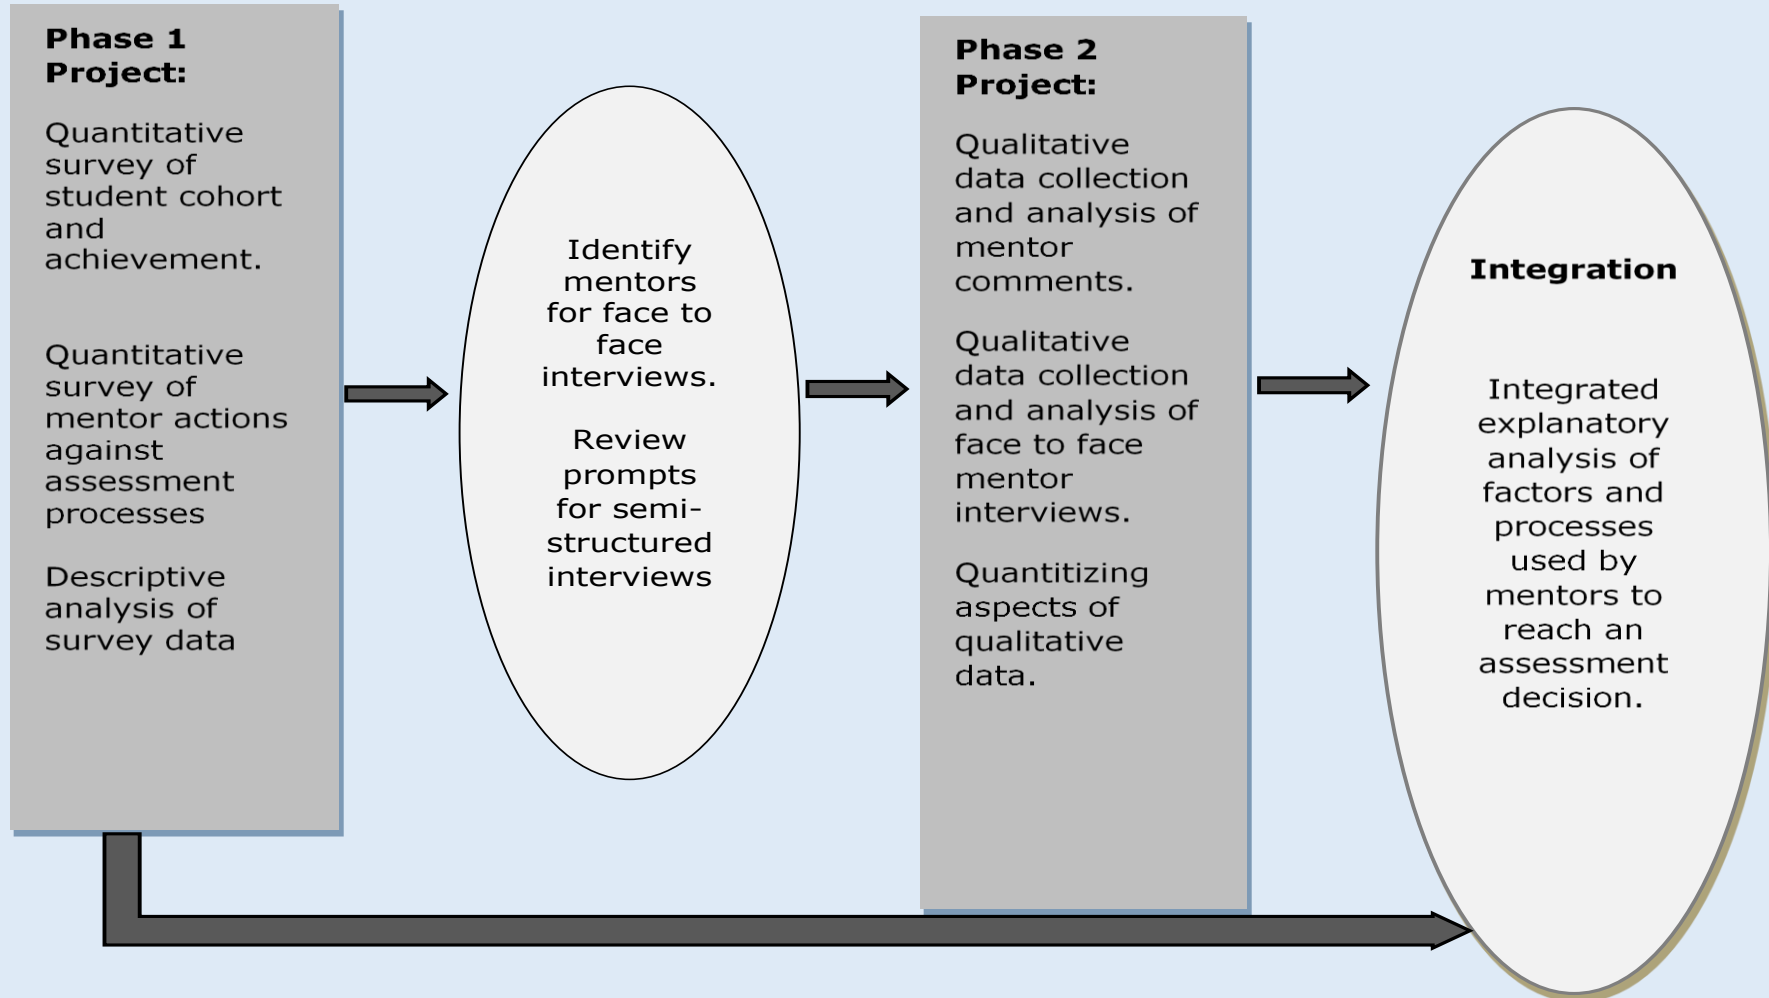 Phase 1
Project:
Quantitative
survey of
student cohort
and
achievement.
Quantitative
survey of
mentor actions
against
assessment
processes
Descriptive
analysis of
survey data
Identify
mentors
for face to
face
interviews.
Review
prompts
for semi-
structured
interviews
Phase 2
Project:
Qualitative
data collection
and analysis of
mentor
comments.
Qualitative
data collection
and analysis of
face to face
mentor
interviews.
Quantitizing
aspects of
qualitative
data.
Integration
Integrated
explanatory
analysis of
factors and
processes
used by
mentors to
reach an
assessment
decision.